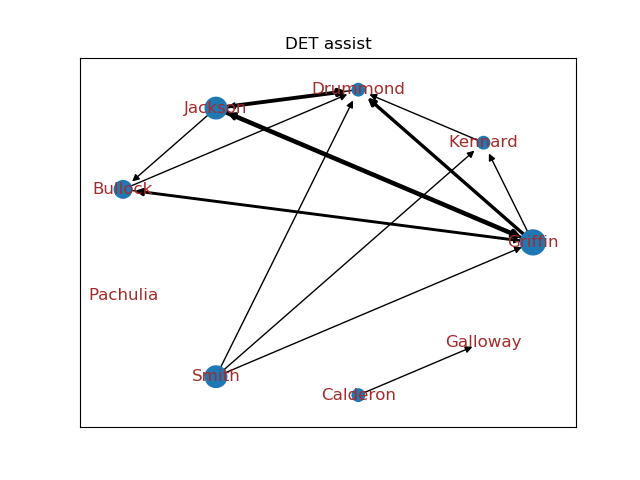 DET assist
Drummond
Jackson
Kennard
Bullock
Griffin
Pachulia
Galloway
Smith
Calderon